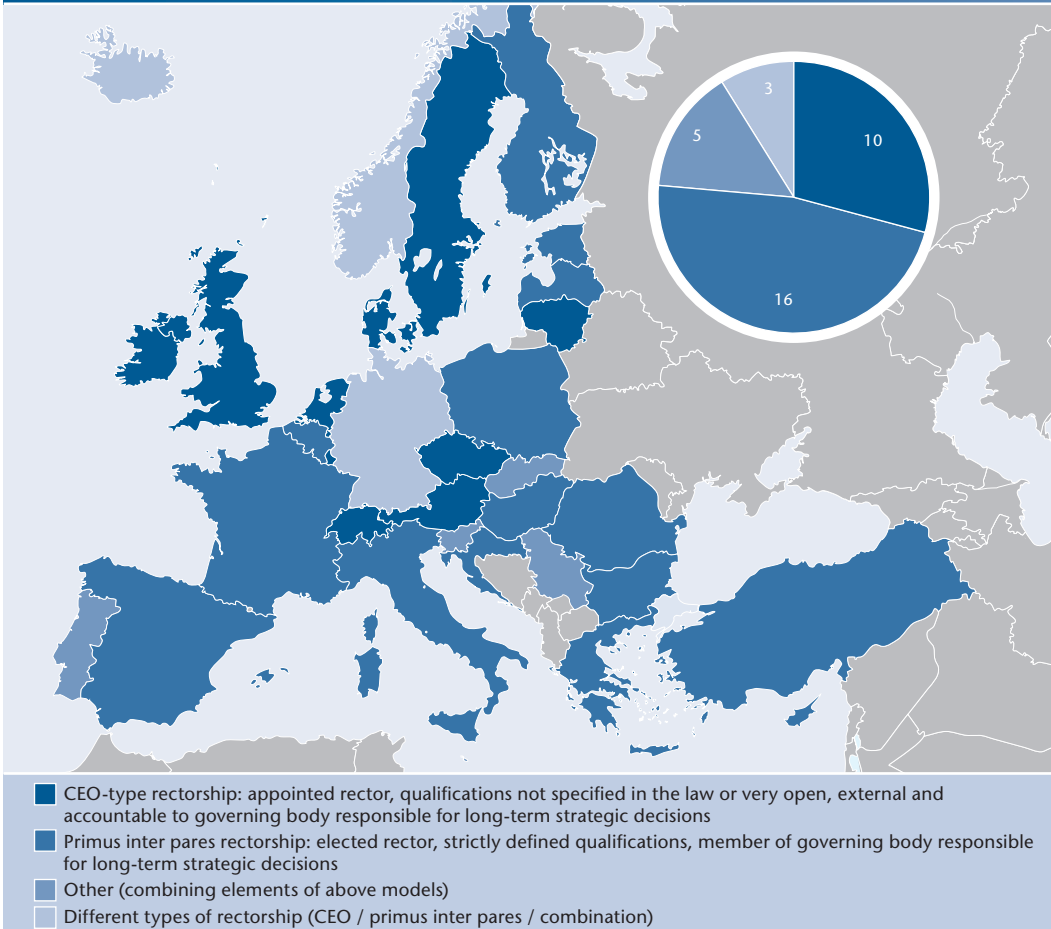 3
10
5
16
CEO-type rectorship: appointed rector, qualifications not specified in the law or very open, external and
accountable to governing body responsible for long-term strategic decisions
Primus inter pares rectorship: elected rector, strictly defined qualifications, member of governing body responsible
for long-term strategic decisions
Other (combining elements of above models)
Different types of rectorship (CEO / primus inter pares / combination)